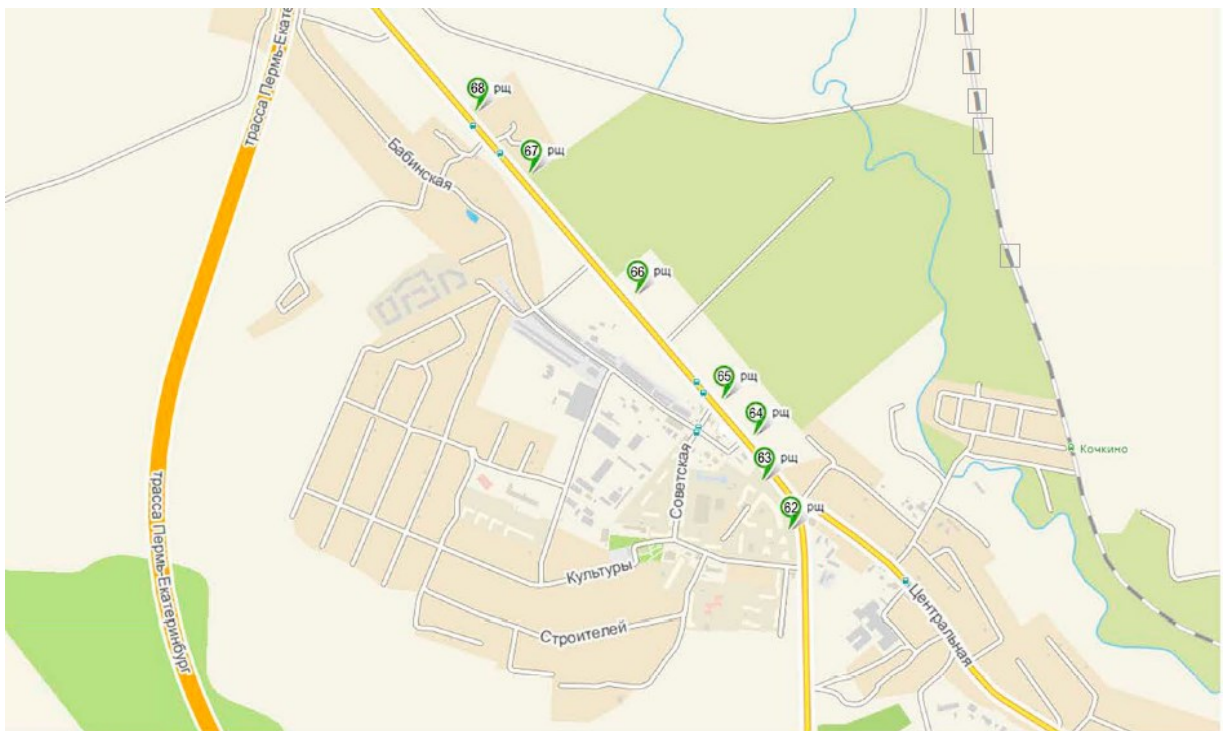 трасса Пермь-Екате
68 рщ
67 рщ
Бабинская
66 рщ
65 рщ
64 рщ
Кочкино
63 рщ
Советская
62 рщ
трасса Пермь-Екатеринбург
Культуры
Строителей
Центральная